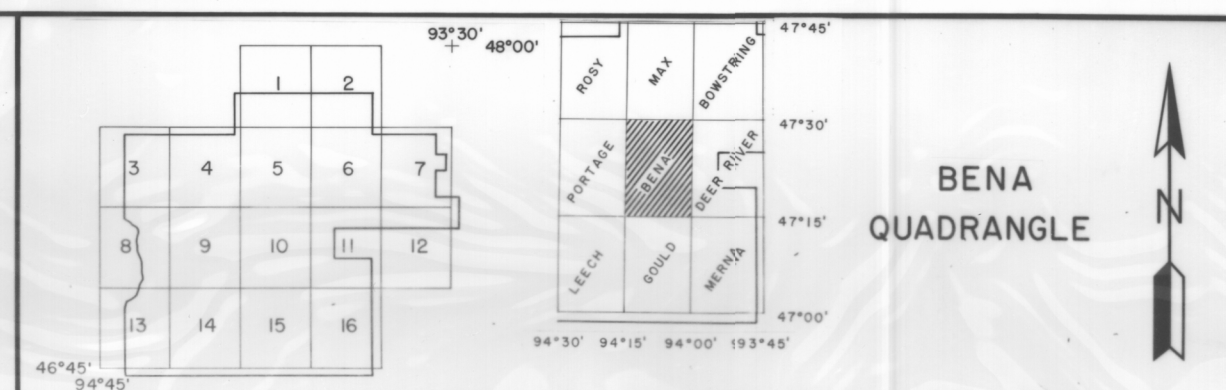 93°30'
48°00'
1 2
3 4 5 6 7
8 9 10 11 12
13 14 15 16
46°45'
94°45'
ROSY MAX BOWSTRING
PORTAGE BENA DEER RIVER
LEECH GOULD MERNA
47°45'
47°30'
47°15'
47°00'
94°30' 94°15' 94°00' 193°45'
BENA
QUADRANGLE
N